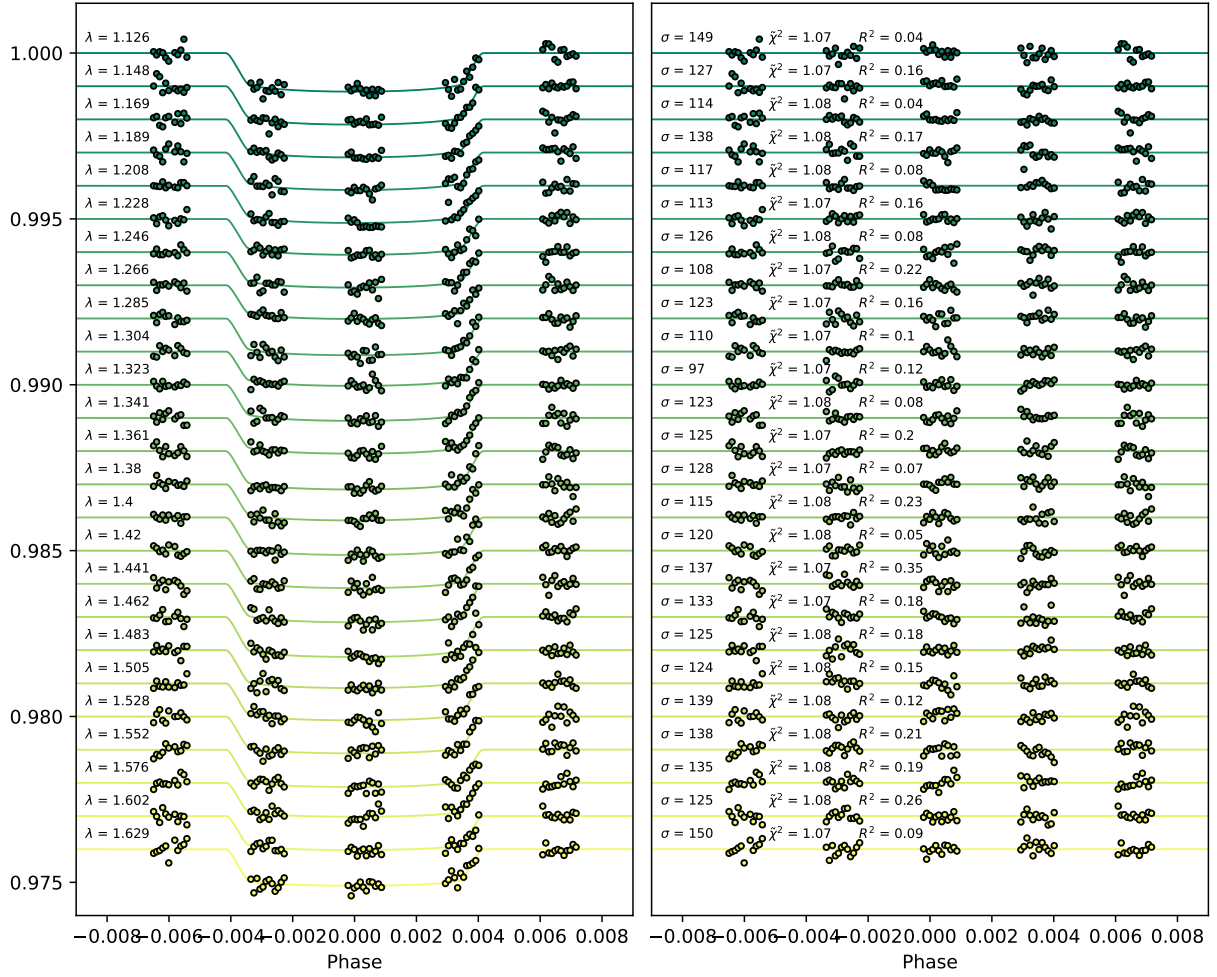 λ = 1.126
σ = 149 χ̃² = 1.07 R² = 0.04
1.000
λ = 1.148
σ = 127 χ̃² = 1.07 R² = 0.16
λ = 1.169
σ = 114 χ̃² = 1.08 R² = 0.04
λ = 1.189
σ = 138 χ̃² = 1.08 R² = 0.17
λ = 1.208
σ = 117 χ̃² = 1.08 R² = 0.08
λ = 1.228
σ = 113 χ̃² = 1.07 R² = 0.16
0.995
λ = 1.246
σ = 126 χ̃² = 1.08 R² = 0.08
λ = 1.266
σ = 108 χ̃² = 1.07 R² = 0.22
λ = 1.285
σ = 123 χ̃² = 1.07 R² = 0.16
λ = 1.304
σ = 110 χ̃² = 1.07 R² = 0.1
λ = 1.323
σ = 97 χ̃² = 1.07 R² = 0.12
0.990
λ = 1.341
σ = 123 χ̃² = 1.08 R² = 0.08
λ = 1.361
σ = 125 χ̃² = 1.07 R² = 0.2
λ = 1.38
σ = 128 χ̃² = 1.07 R² = 0.07
λ = 1.4
σ = 115 χ̃² = 1.08 R² = 0.23
λ = 1.42
σ = 120 χ̃² = 1.08 R² = 0.05
0.985
λ = 1.441
σ = 137 χ̃² = 1.07 R² = 0.35
λ = 1.462
σ = 133 χ̃² = 1.07 R² = 0.18
λ = 1.483
σ = 125 χ̃² = 1.08 R² = 0.18
λ = 1.505
σ = 124 χ̃² = 1.08 R² = 0.15
λ = 1.528
σ = 139 χ̃² = 1.08 R² = 0.12
0.980
λ = 1.552
σ = 138 χ̃² = 1.08 R² = 0.21
λ = 1.576
σ = 135 χ̃² = 1.08 R² = 0.19
λ = 1.602
σ = 125 χ̃² = 1.08 R² = 0.26
λ = 1.629
σ = 150 χ̃² = 1.07 R² = 0.09
0.975
−0.008 −0.006 −0.004 −0.002 0.000 0.002 0.004 0.006 0.008
−0.008 −0.006 −0.004 −0.002 0.000 0.002 0.004 0.006 0.008
Phase
Phase